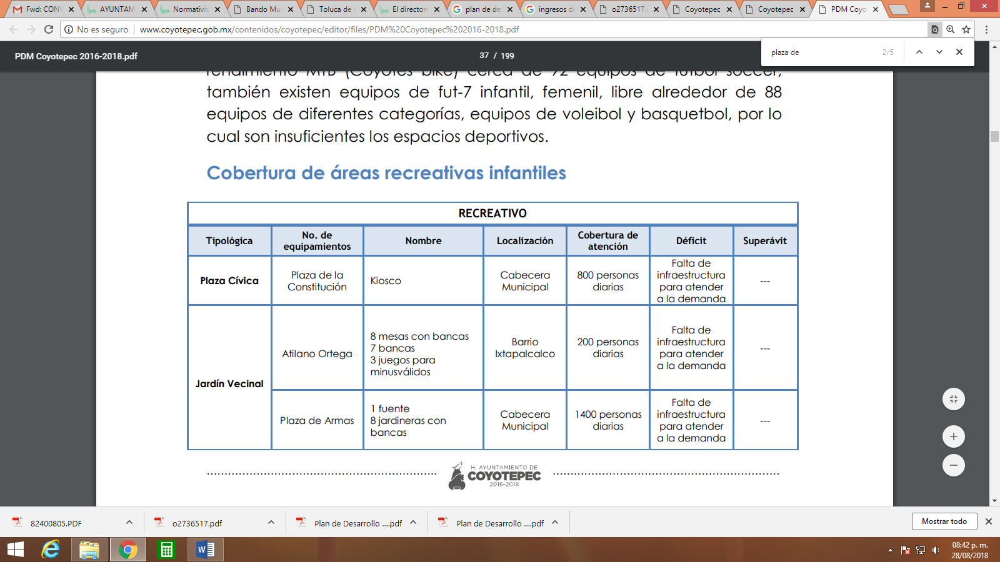 Fwd: CONV
AYUNTAM
Normativid
Bando Mun
Toluca de L
El directori
plan de des
ingresos de
o2736517.p
Coyotepec
Coyotepec
PDM Coyot
No es seguro
www.coyotepec.gob.mx/contenidos/coyotepec/editor/files/PDM%20Coyotepec%202016-2018.pdf
PDM Coyotepec 2016-2018.pdf
37 / 199
plaza de
2/5
rendimiento MTB (Coyotes bike) cerca de 92 equipos de futbol soccer,
también existen equipos de fut-7 infantil, femenil, libre alrededor de 88
equipos de diferentes categorías, equipos de voleibol y basquetbol, por lo
cual son insuficientes los espacios deportivos.
Cobertura de áreas recreativas infantiles
RECREATIVO
Tipológica
No. de
equipamientos
Nombre
Localización
Cobertura de
atención
Déficit
Superávit
Plaza Cívica
Plaza de la
Constitución
Kiosco
Cabecera
Municipal
800 personas
diarias
Falta de
infraestructura
para atender
a la demanda
---
Jardín Vecinal
Atilano Ortega
8 mesas con bancas
7 bancas
3 juegos para
minusválidos
Barrio
Ixtapalcalco
200 personas
diarias
Falta de
infraestructura
para atender
a la demanda
---
Plaza de Armas
1 fuente
8 jardineras con
bancas
Cabecera
Municipal
1400 personas
diarias
Falta de
infraestructura
para atender
a la demanda
---
H. AYUNTAMIENTO DE
COYOTEPEC
2016-2018
82400805.PDF
o2736517.pdf
Plan de Desarrollo ....pdf
Plan de Desarrollo ....pdf
Mostrar todo
08:42 p. m.
28/08/2018